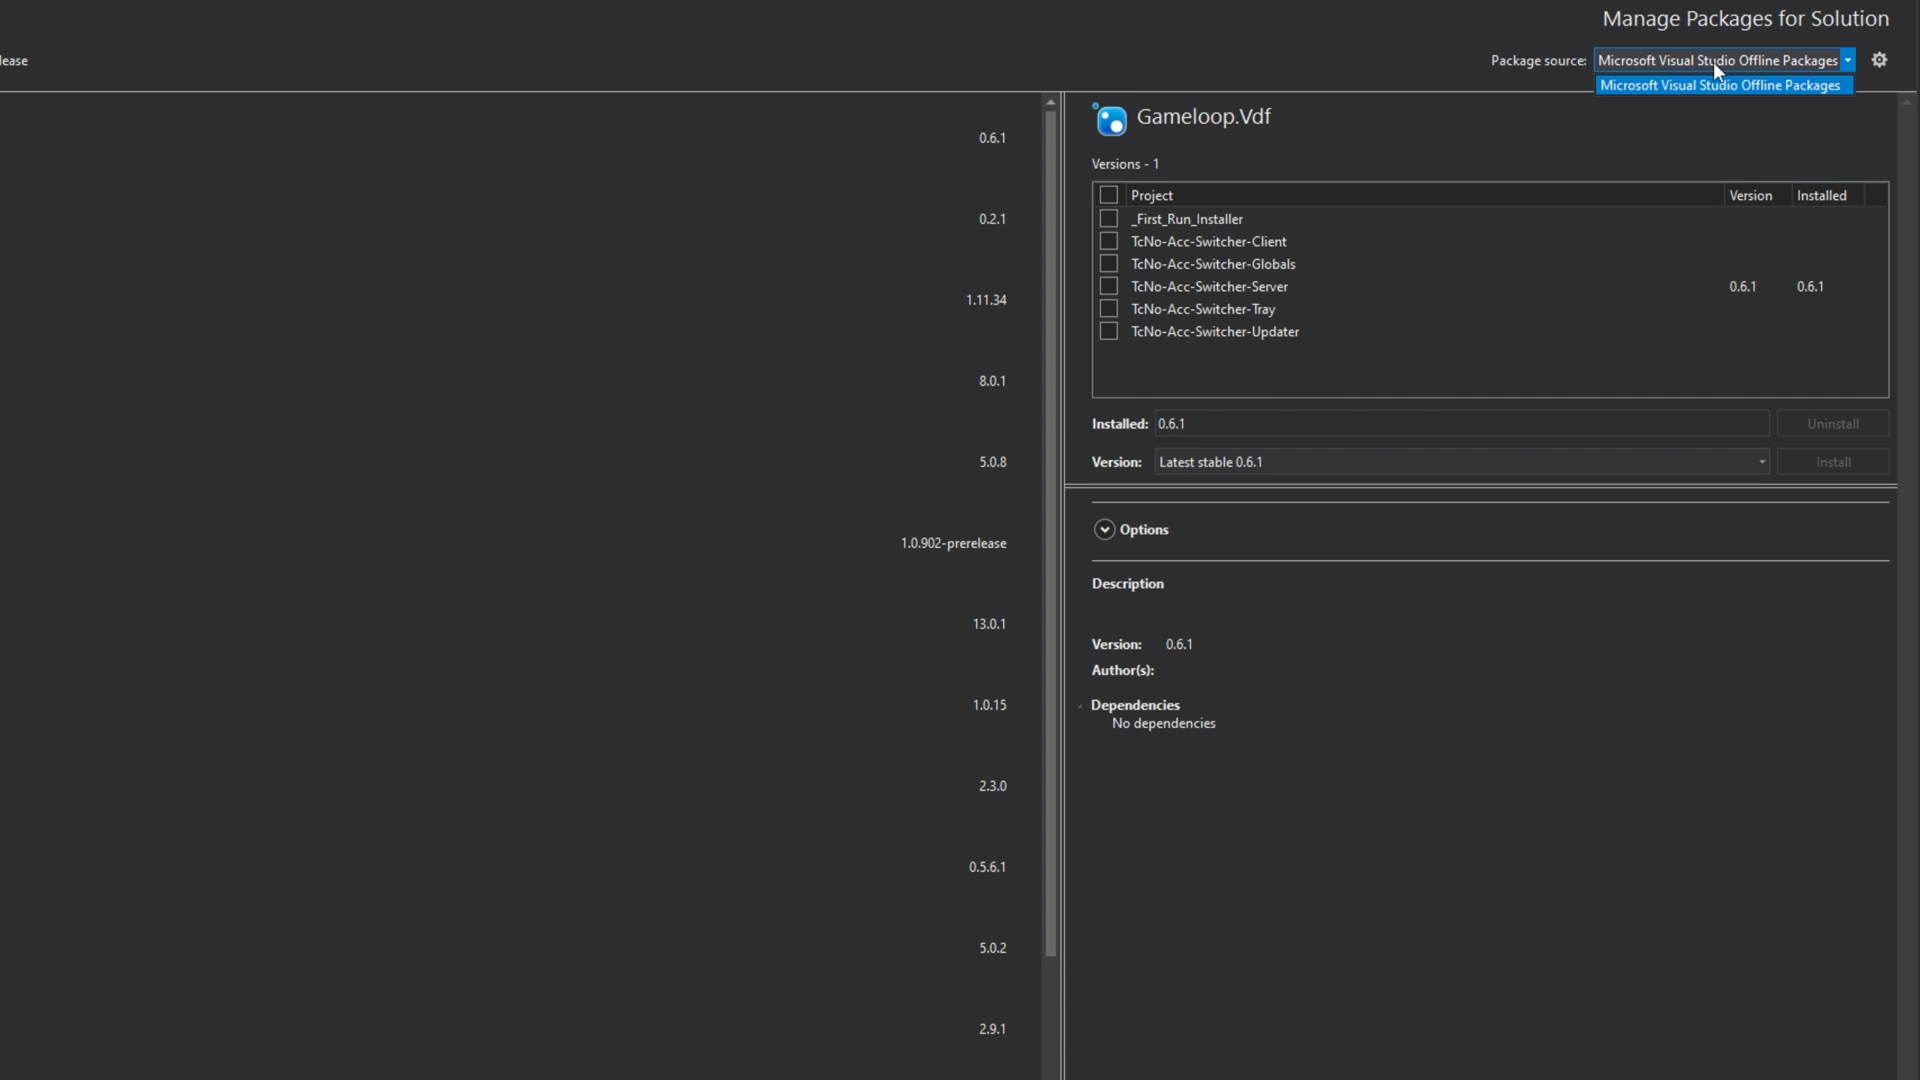 Manage Packages for Solution
lease
Package source: Microsoft Visual Studio Offline Packages
Microsoft Visual Studio Offline Packages
0.6.1
0.2.1
1.11.34
8.0.1
5.0.8
1.0.902-prerelease
13.0.1
1.0.15
2.3.0
0.5.6.1
5.0.2
2.9.1
Gameloop.Vdf
Versions - 1
Project Version Installed
_First_Run_Installer
TcNo-Acc-Switcher-Client
TcNo-Acc-Switcher-Globals
TcNo-Acc-Switcher-Server 0.6.1 0.6.1
TcNo-Acc-Switcher-Tray
TcNo-Acc-Switcher-Updater
Installed: 0.6.1 Uninstall
Version: Latest stable 0.6.1 Install
Options
Description
Version: 0.6.1
Author(s):
Dependencies
No dependencies